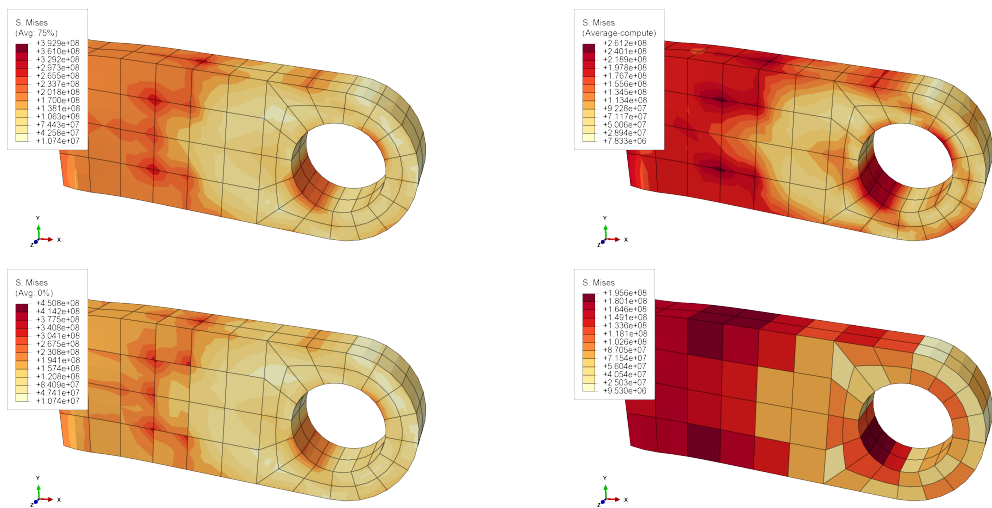 S, Mises
(Avg: 75%)
+3.929e+08
+3.610e+08
+3.292e+08
+2.973e+08
+2.655e+08
+2.337e+08
+2.018e+08
+1.700e+08
+1.381e+08
+1.063e+08
+7.443e+07
+4.258e+07
+1.074e+07
Y
Z
X
S, Mises
(Average-compute)
+2.612e+08
+2.401e+08
+2.189e+08
+1.978e+08
+1.767e+08
+1.556e+08
+1.345e+08
+1.134e+08
+9.228e+07
+7.117e+07
+5.006e+07
+2.894e+07
+7.833e+06
Y
Z
X
S, Mises
(Avg: 0%)
+4.508e+08
+4.142e+08
+3.775e+08
+3.408e+08
+3.041e+08
+2.675e+08
+2.308e+08
+1.941e+08
+1.574e+08
+1.208e+08
+8.409e+07
+4.741e+07
+1.074e+07
Y
Z
X
S, Mises
+1.956e+08
+1.801e+08
+1.646e+08
+1.491e+08
+1.336e+08
+1.181e+08
+1.026e+08
+8.705e+07
+7.154e+07
+5.604e+07
+4.054e+07
+2.503e+07
+9.530e+06
Y
Z
X